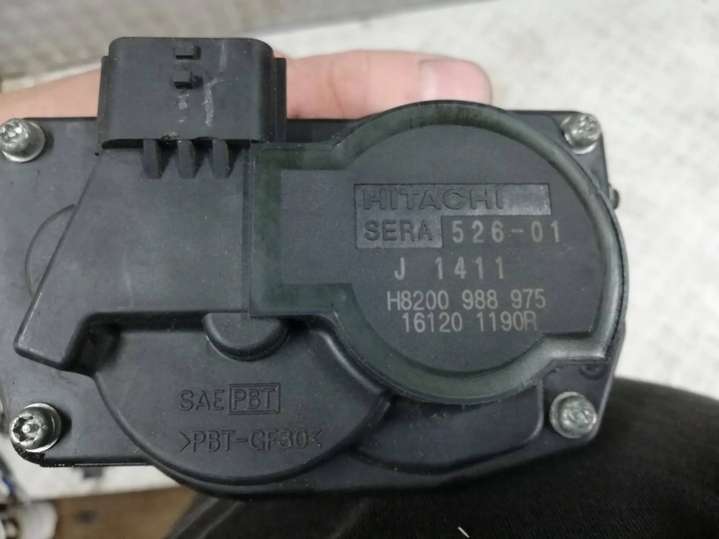 HITACHI
SERA 526-01
J 1411
H8200 988 975
16120 1190R
SAE PBT
>PBT-GF30<